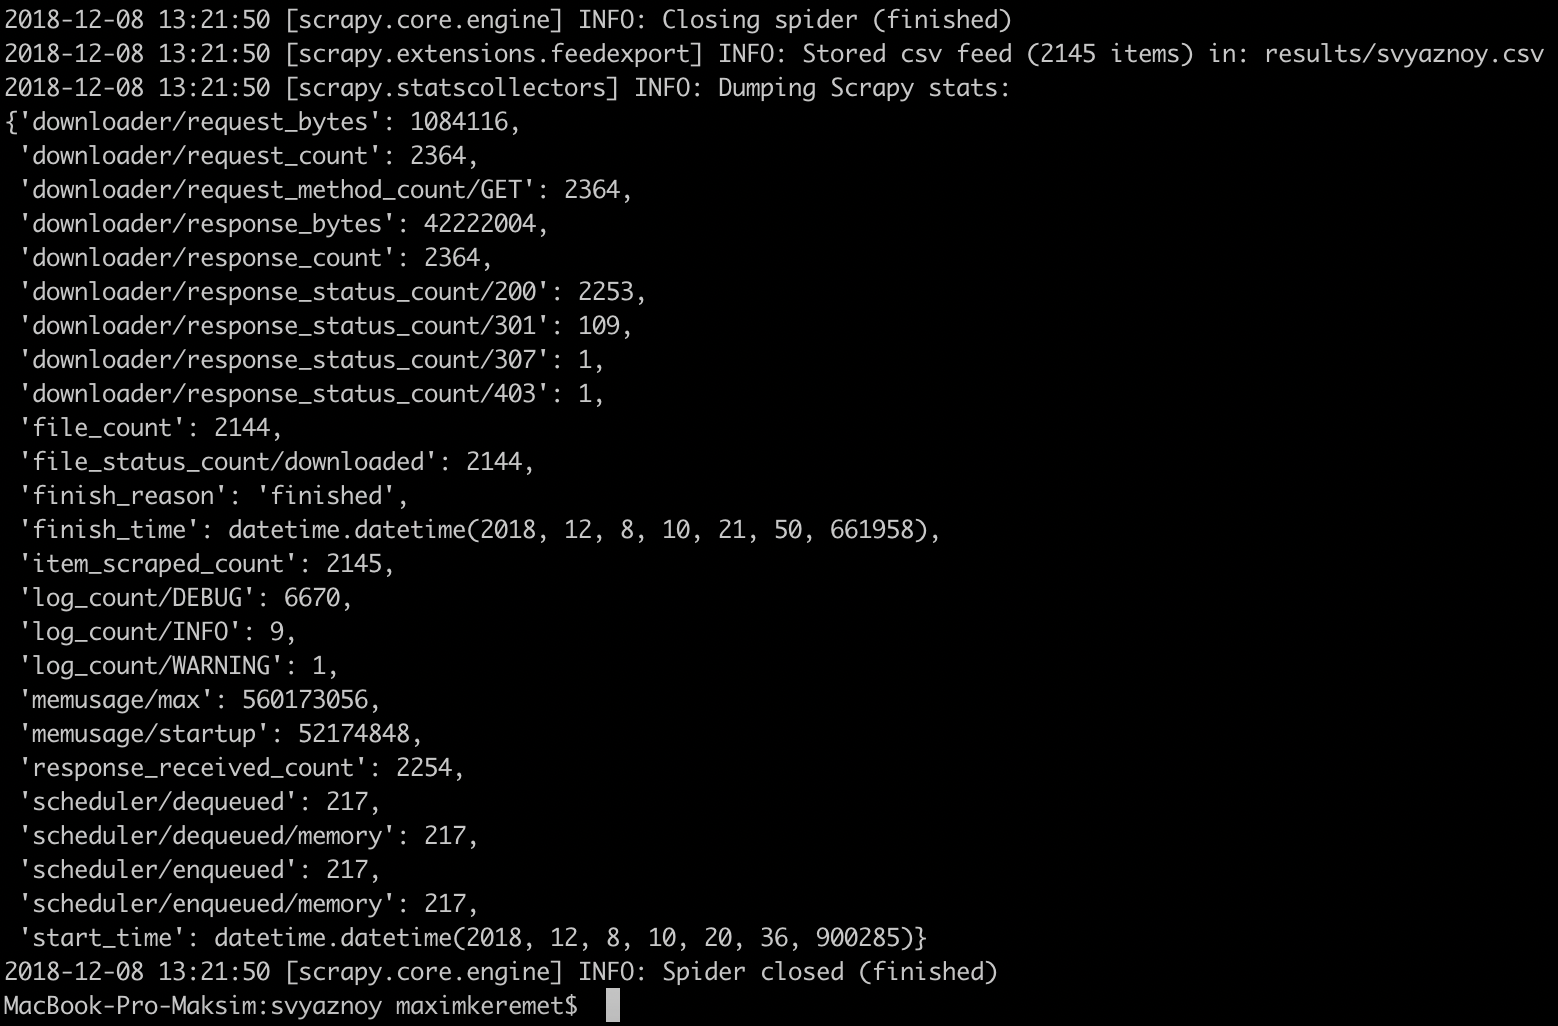 2018-12-08 13:21:50 [scrapy.core.engine] INFO: Closing spider (finished)
2018-12-08 13:21:50 [scrapy.extensions.feedexport] INFO: Stored csv feed (2145 items) in: results/svyaznoy.csv
2018-12-08 13:21:50 [scrapy.statscollectors] INFO: Dumping Scrapy stats:
{'downloader/request_bytes': 1084116,
 'downloader/request_count': 2364,
 'downloader/request_method_count/GET': 2364,
 'downloader/response_bytes': 42222004,
 'downloader/response_count': 2364,
 'downloader/response_status_count/200': 2253,
 'downloader/response_status_count/301': 109,
 'downloader/response_status_count/307': 1,
 'downloader/response_status_count/403': 1,
 'file_count': 2144,
 'file_status_count/downloaded': 2144,
 'finish_reason': 'finished',
 'finish_time': datetime.datetime(2018, 12, 8, 10, 21, 50, 661958),
 'item_scraped_count': 2145,
 'log_count/DEBUG': 6670,
 'log_count/INFO': 9,
 'log_count/WARNING': 1,
 'memusage/max': 560173056,
 'memusage/startup': 52174848,
 'response_received_count': 2254,
 'scheduler/dequeued': 217,
 'scheduler/dequeued/memory': 217,
 'scheduler/enqueued': 217,
 'scheduler/enqueued/memory': 217,
 'start_time': datetime.datetime(2018, 12, 8, 10, 20, 36, 900285)}
2018-12-08 13:21:50 [scrapy.core.engine] INFO: Spider closed (finished)
MacBook-Pro-Maksim:svyaznoy maximkeremet$